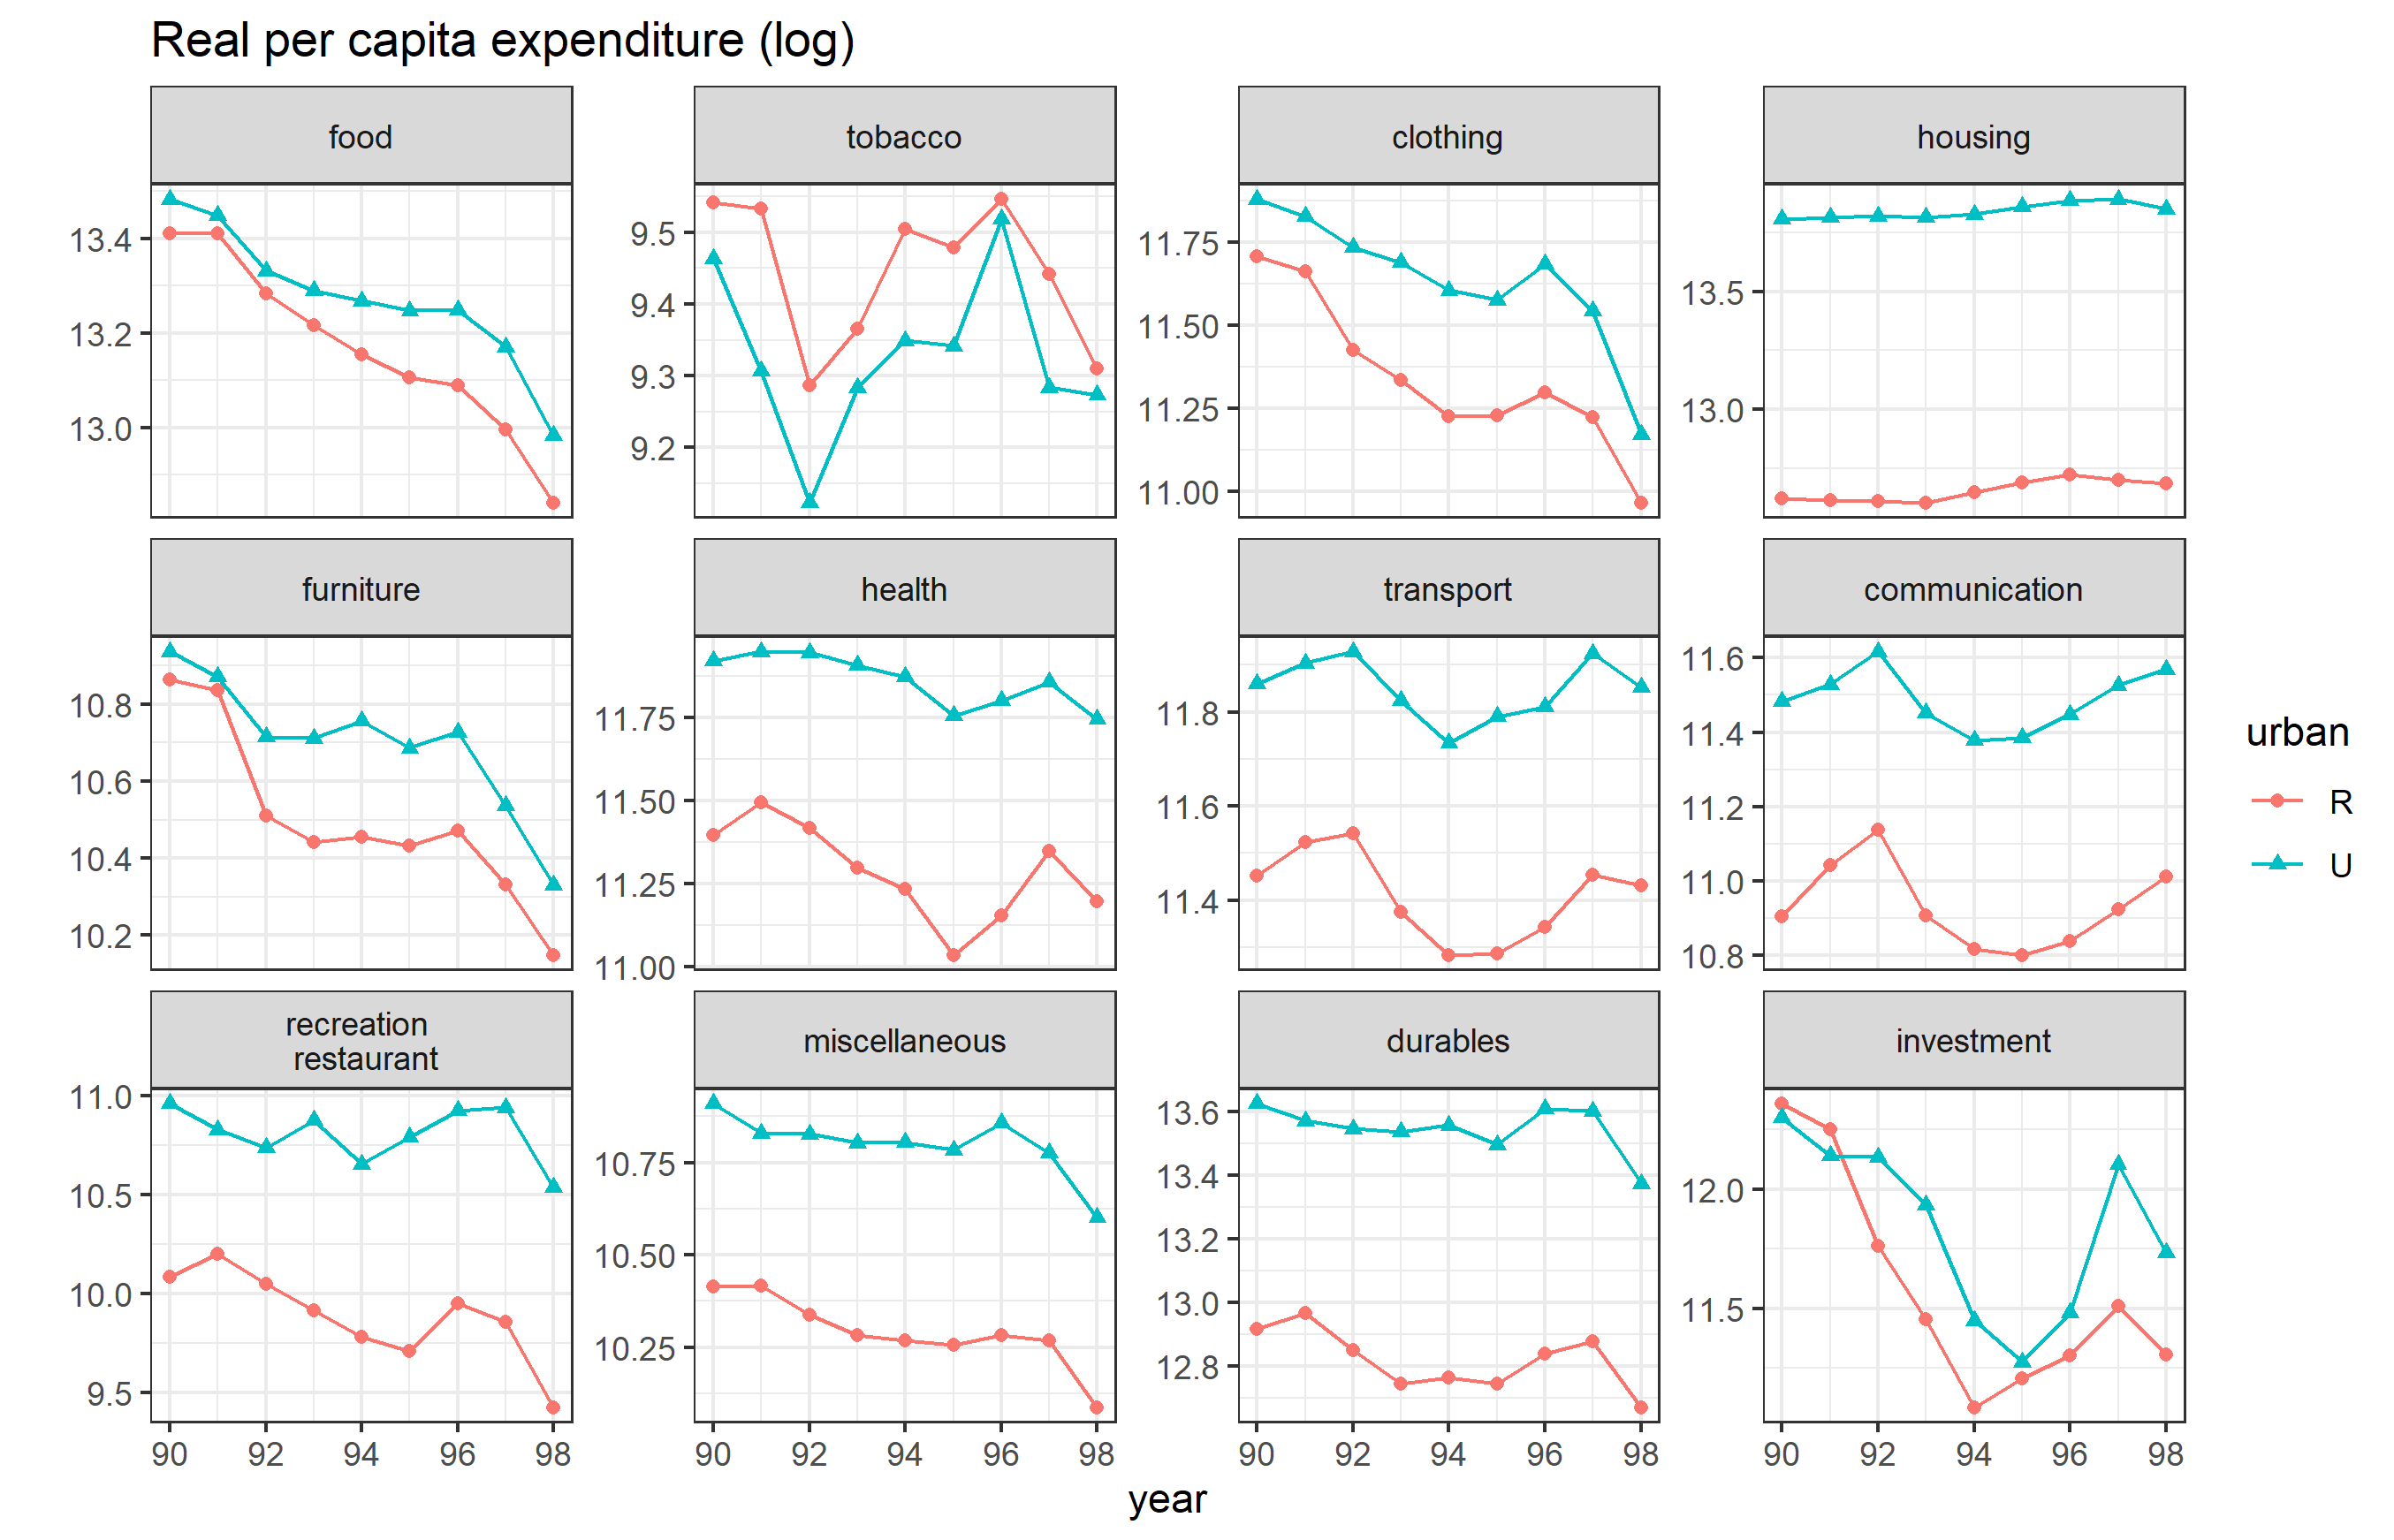 Real per capita expenditure (log)
food
tobacco
clothing
housing
13.4
13.2
13.0
9.5
9.4
9.3
9.2
11.75
11.50
11.25
11.00
13.5
13.0
furniture
health
transport
communication
10.8
10.6
10.4
10.2
11.75
11.50
11.25
11.00
11.8
11.6
11.4
11.6
11.4
11.2
11.0
10.8
urban
R
U
recreation
restaurant
miscellaneous
durables
investment
11.0
10.5
10.0
9.5
10.75
10.50
10.25
13.6
13.4
13.2
13.0
12.8
12.0
11.5
90 92 94 96 98
90 92 94 96 98
90 92 94 96 98
90 92 94 96 98
year